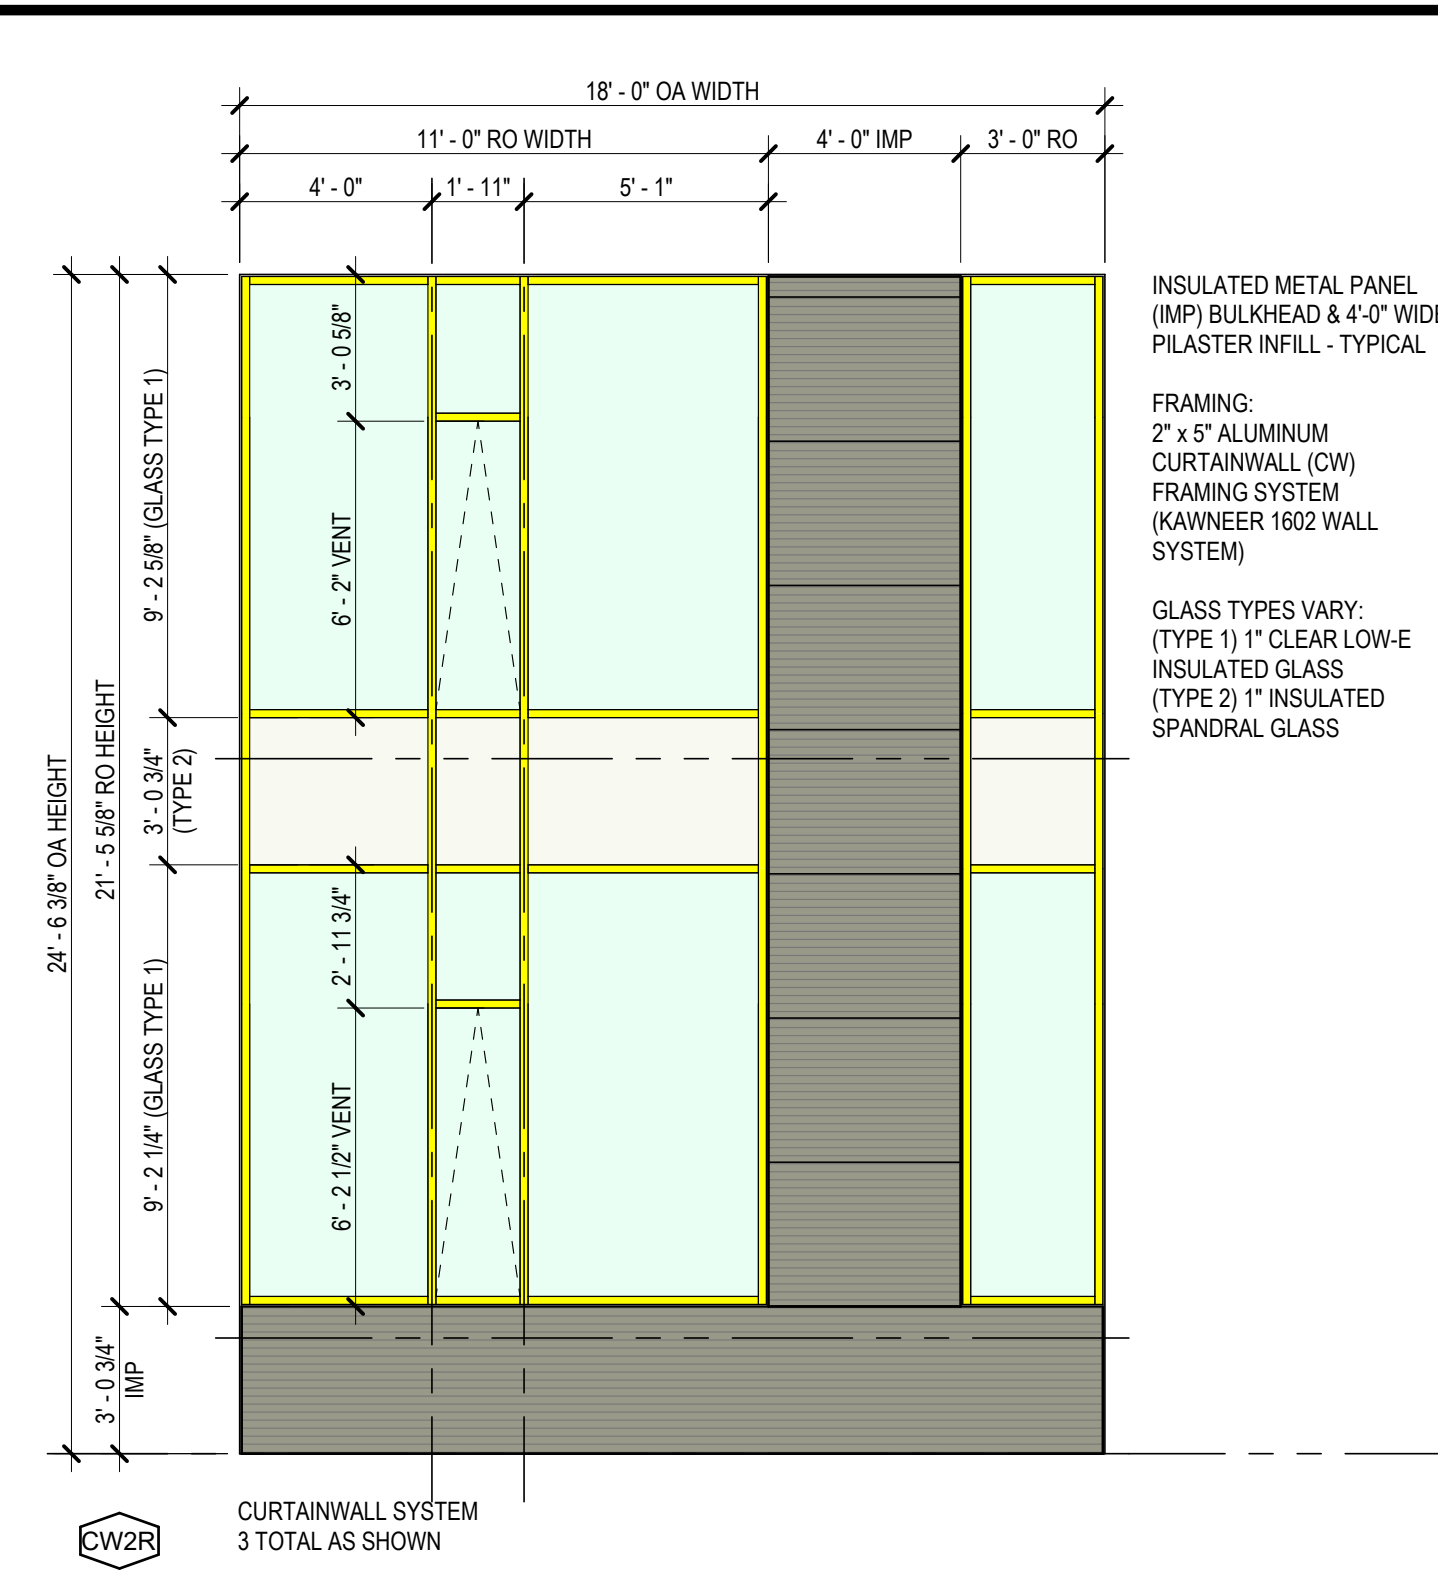 18' - 0" OA WIDTH
11' - 0" RO WIDTH
4' - 0" IMP
3' - 0" RO
4' - 0"
1' - 11"
5' - 1"
24' - 6 3/8" OA HEIGHT
21' - 5 5/8" RO HEIGHT
9' - 2 5/8" (GLASS TYPE 1)
3' - 0 3/4"
(TYPE 2)
9' - 2 1/4" (GLASS TYPE 1)
3' - 0 3/4"
IMP
3' - 0 5/8"
6' - 2" VENT
2' - 11 3/4"
6' - 2 1/2" VENT
INSULATED METAL PANEL
(IMP) BULKHEAD & 4'-0" WIDE
PILASTER INFILL - TYPICAL
FRAMING:
2" x 5" ALUMINUM
CURTAINWALL (CW)
FRAMING SYSTEM
(KAWNEER 1602 WALL
SYSTEM)
GLASS TYPES VARY:
(TYPE 1) 1" CLEAR LOW-E
INSULATED GLASS
(TYPE 2) 1" INSULATED
SPANDRAL GLASS
CW2R
CURTAINWALL SYSTEM
3 TOTAL AS SHOWN